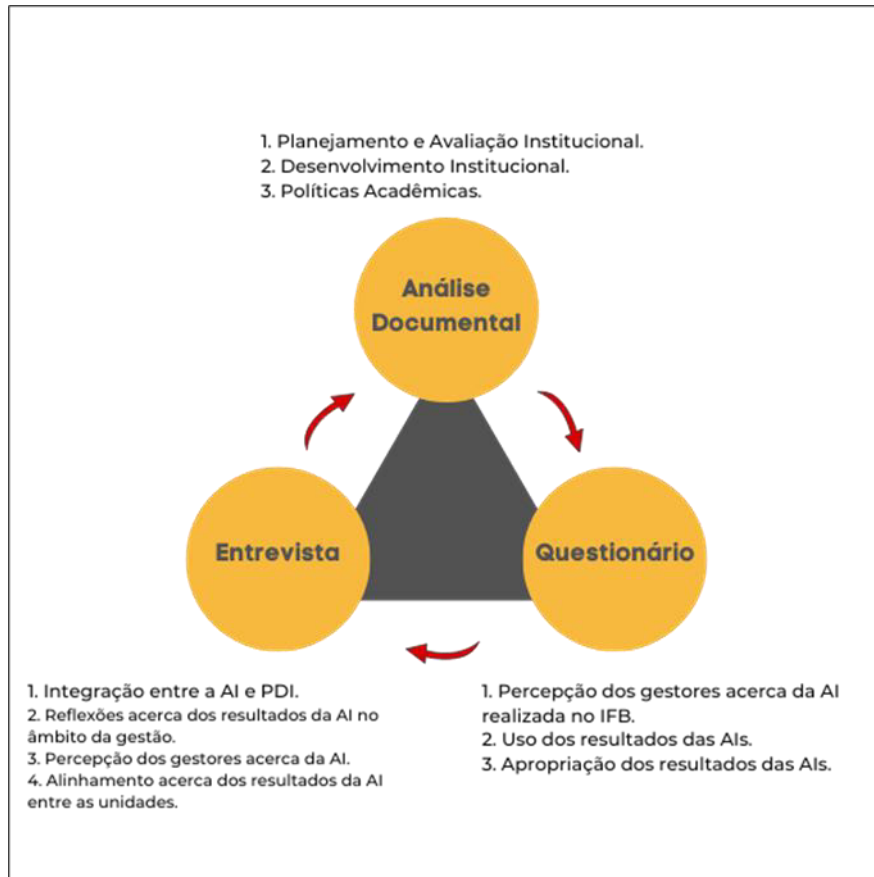 1. Planejamento e Avaliação Institucional.
2. Desenvolvimento Institucional.
3. Políticas Acadêmicas.
Análise
Documental
Entrevista
Questionário
1. Integração entre a AI e PDI.
2. Reflexões acerca dos resultados da AI no
âmbito da gestão.
3. Percepção dos gestores acerca da AI.
4. Alinhamento acerca dos resultados da AI
entre as unidades.
1. Percepção dos gestores acerca da AI
realizada no IFB.
2. Uso dos resultados das AIs.
3. Apropriação dos resultados das AIs.